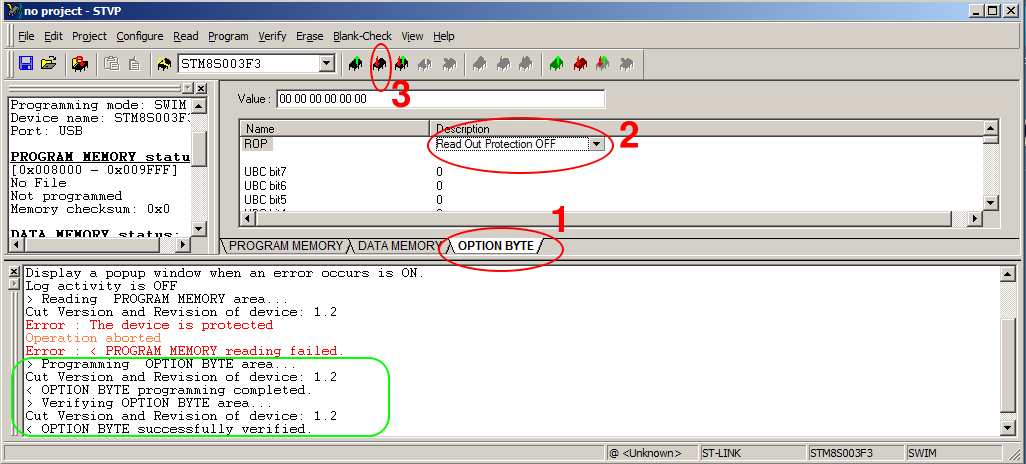 no project - STVP
File Edit Project Configure Read Program Verify Erase Blank-Check View Help
STM8S003F3
3
Programming mode: SWIM
Device name: STM8S003F3
Port: USB
PROGRAM MEMORY statu
[0x008000 - 0x009FFF]
No File
Not programmed
Memory checksum: 0x0
DATA MEMORY status:
Value : 00 00 00 00 00 00
Name Description
ROP Read Out Protection OFF
2
UBC bit7 0
UBC bit6 0
UBC bit5 0
1
PROGRAM MEMORY DATA MEMORY OPTION BYTE
Display a popup window when an error occurs is ON.
Log activity is OFF
> Reading PROGRAM MEMORY area...
Cut Version and Revision of device: 1.2
Error : The device is protected
Operation aborted
Error : < PROGRAM MEMORY reading failed.
> Programming OPTION BYTE area...
Cut Version and Revision of device: 1.2
< OPTION BYTE programming completed.
> Verifying OPTION BYTE area...
Cut Version and Revision of device: 1.2
< OPTION BYTE successfully verified.
@ <Unknown> ST-LINK STM8S003F3 SWIM